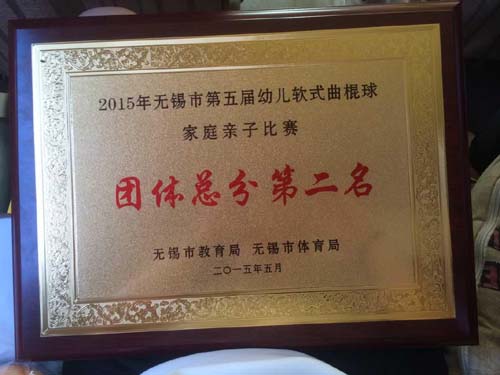 2015年无锡市第五届幼儿软式曲棍球
家庭亲子比赛
团体总分第二名
无锡市教育局 无锡市体育局
二〇一五年五月